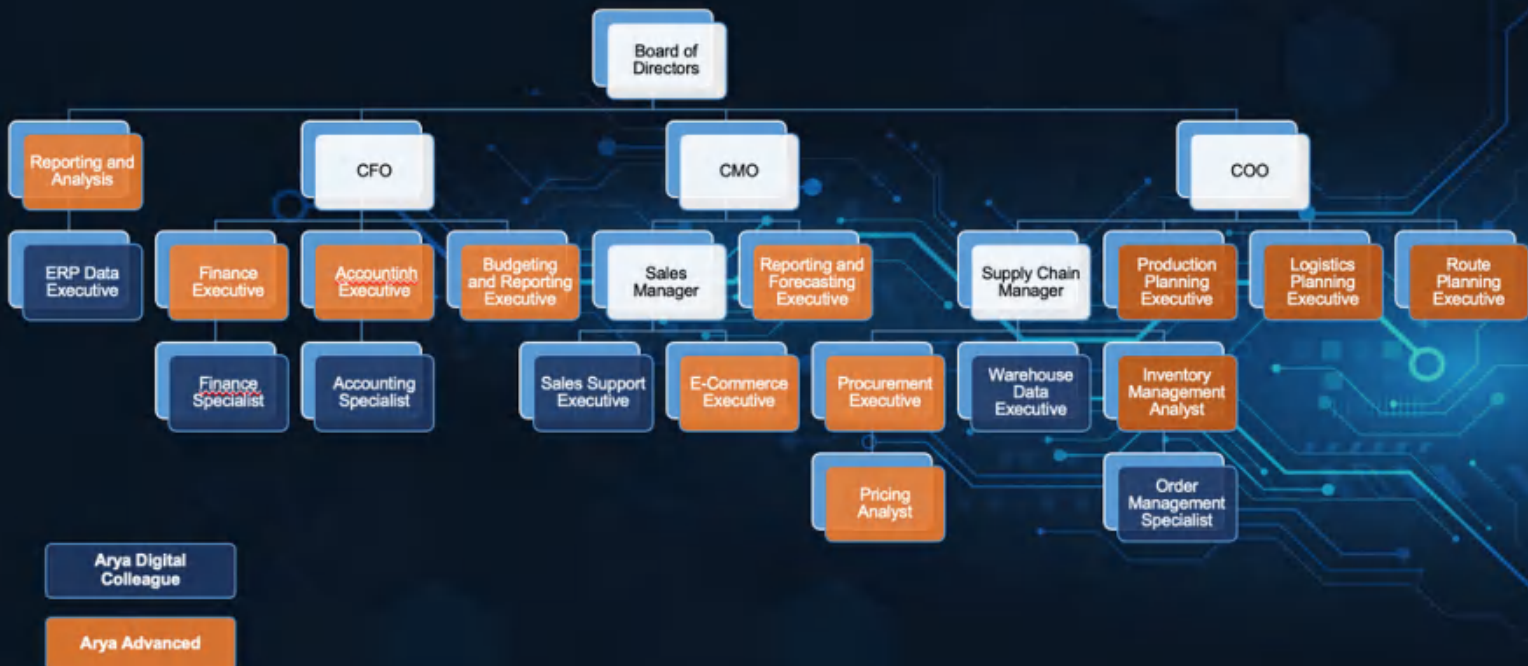 Board of
Directors
Reporting and
Analysis
CFO
CMO
COO
ERP Data
Executive
Finance
Executive
Accountinh
Executive
Budgeting
and Reporting
Executive
Sales
Manager
Reporting and
Forecasting
Executive
Supply Chain
Manager
Production
Planning
Executive
Logistics
Planning
Executive
Route
Planning
Executive
Finance
Specialist
Accounting
Specialist
Sales Support
Executive
E-Commerce
Executive
Procurement
Executive
Warehouse
Data
Executive
Inventory
Management
Analyst
Pricing
Analyst
Order
Management
Specialist
Arya Digital
Colleague
Arya Advanced